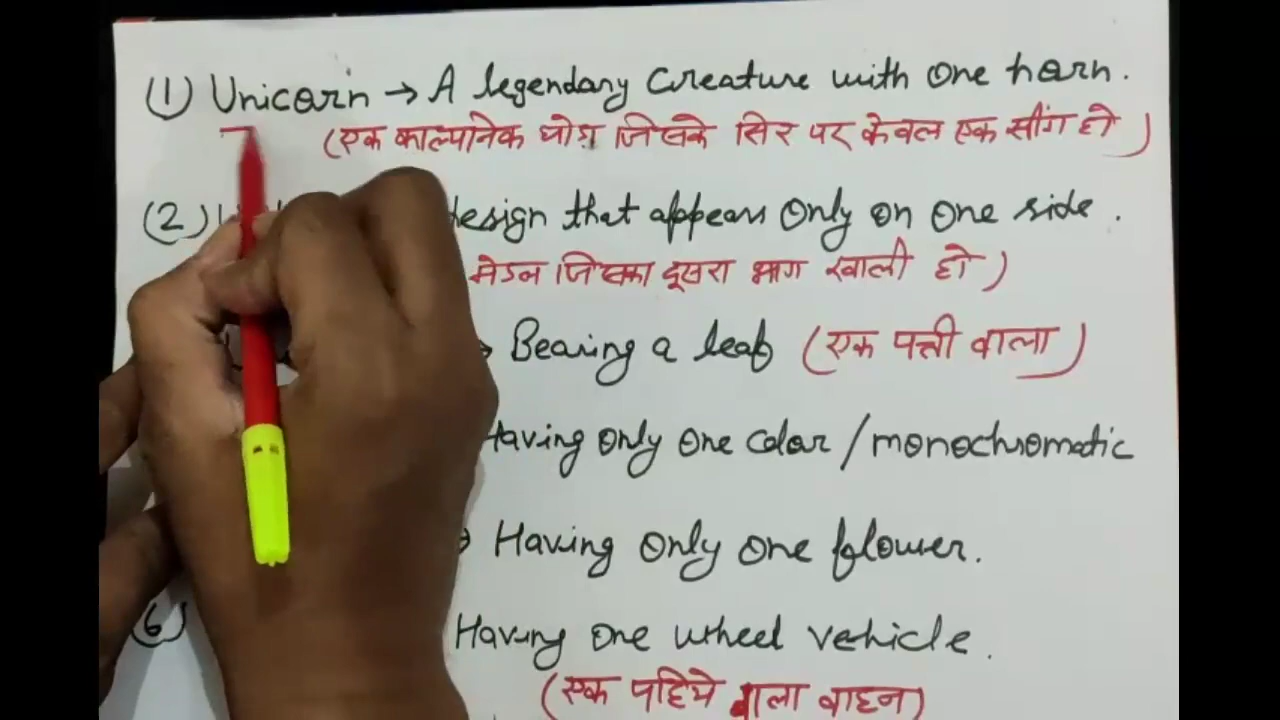 (1) Unicorn → A legendary Creature with one horn.
(एक काल्पनिक घोड़ा जिसके सिर पर केवल एक सींग हो)
(2) design that appears Only on One side.
जिसका दूसरा भाग खाली हो)
Bearing a leaf (एक पत्ती वाला)
Having only one color / monochromatic
Having Only one flower.
(6) Having one wheel vehicle.
(एक पहिये वाला वाहन)